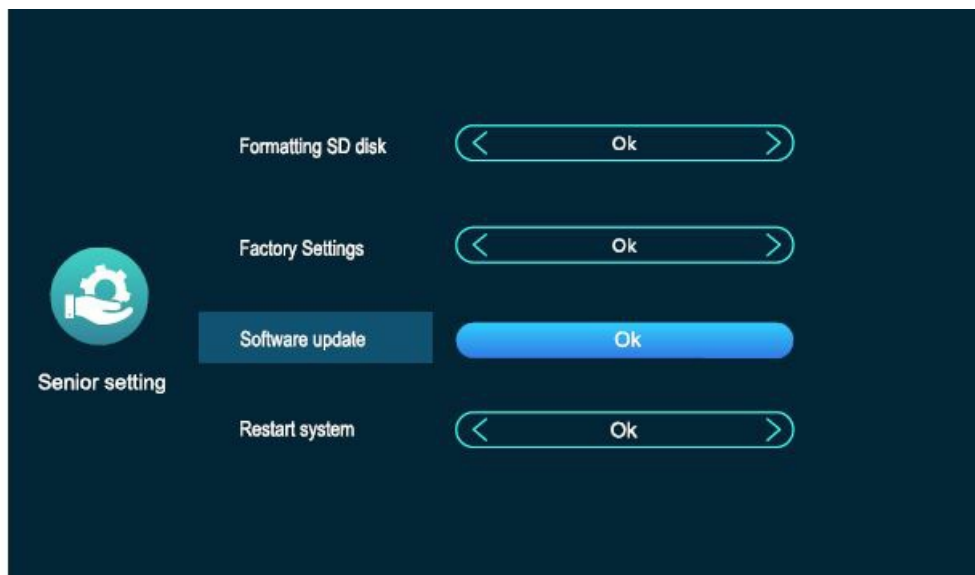 Formatting SD disk
Ok
Factory Settings
Ok
Software update
Ok
Senior setting
Restart system
Ok